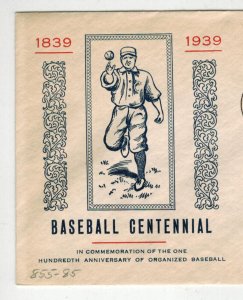 1839 1939
BASEBALL CENTENNIAL
IN COMMEMORATION OF THE ONE
HUNDREDTH ANNIVERSARY OF ORGANIZED BASEBALL
855-85